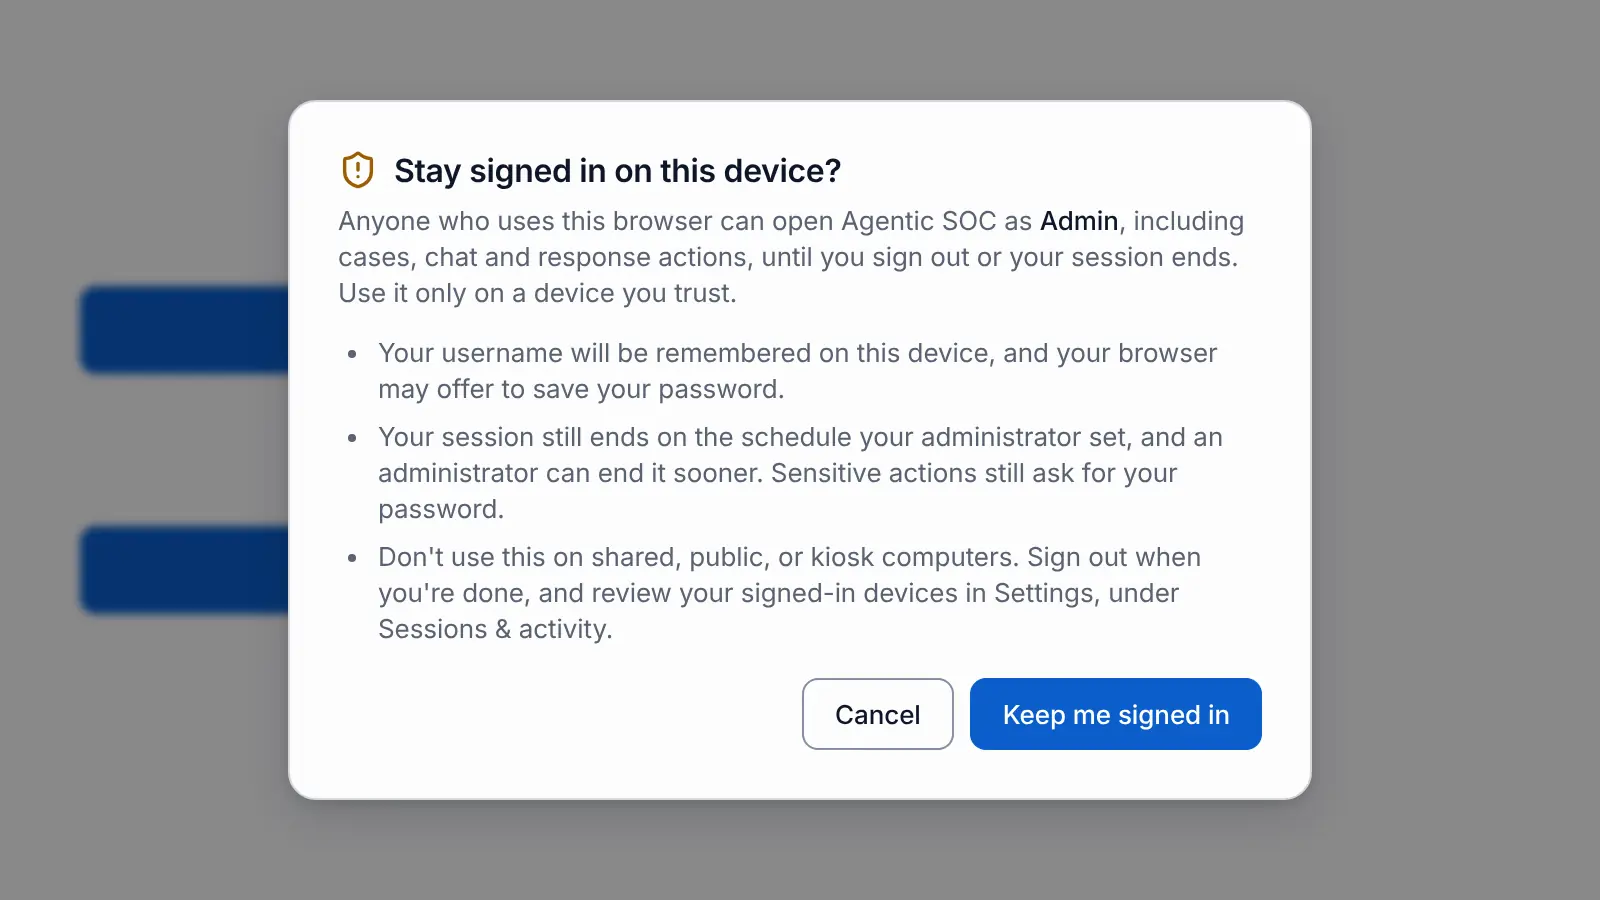 Stay signed in on this device?
Anyone who uses this browser can open Agentic SOC as Admin, including
cases, chat and response actions, until you sign out or your session ends.
Use it only on a device you trust.
• Your username will be remembered on this device, and your browser
may offer to save your password.
• Your session still ends on the schedule your administrator set, and an
administrator can end it sooner. Sensitive actions still ask for your
password.
• Don't use this on shared, public, or kiosk computers. Sign out when
you're done, and review your signed-in devices in Settings, under
Sessions & activity.
Cancel
Keep me signed in